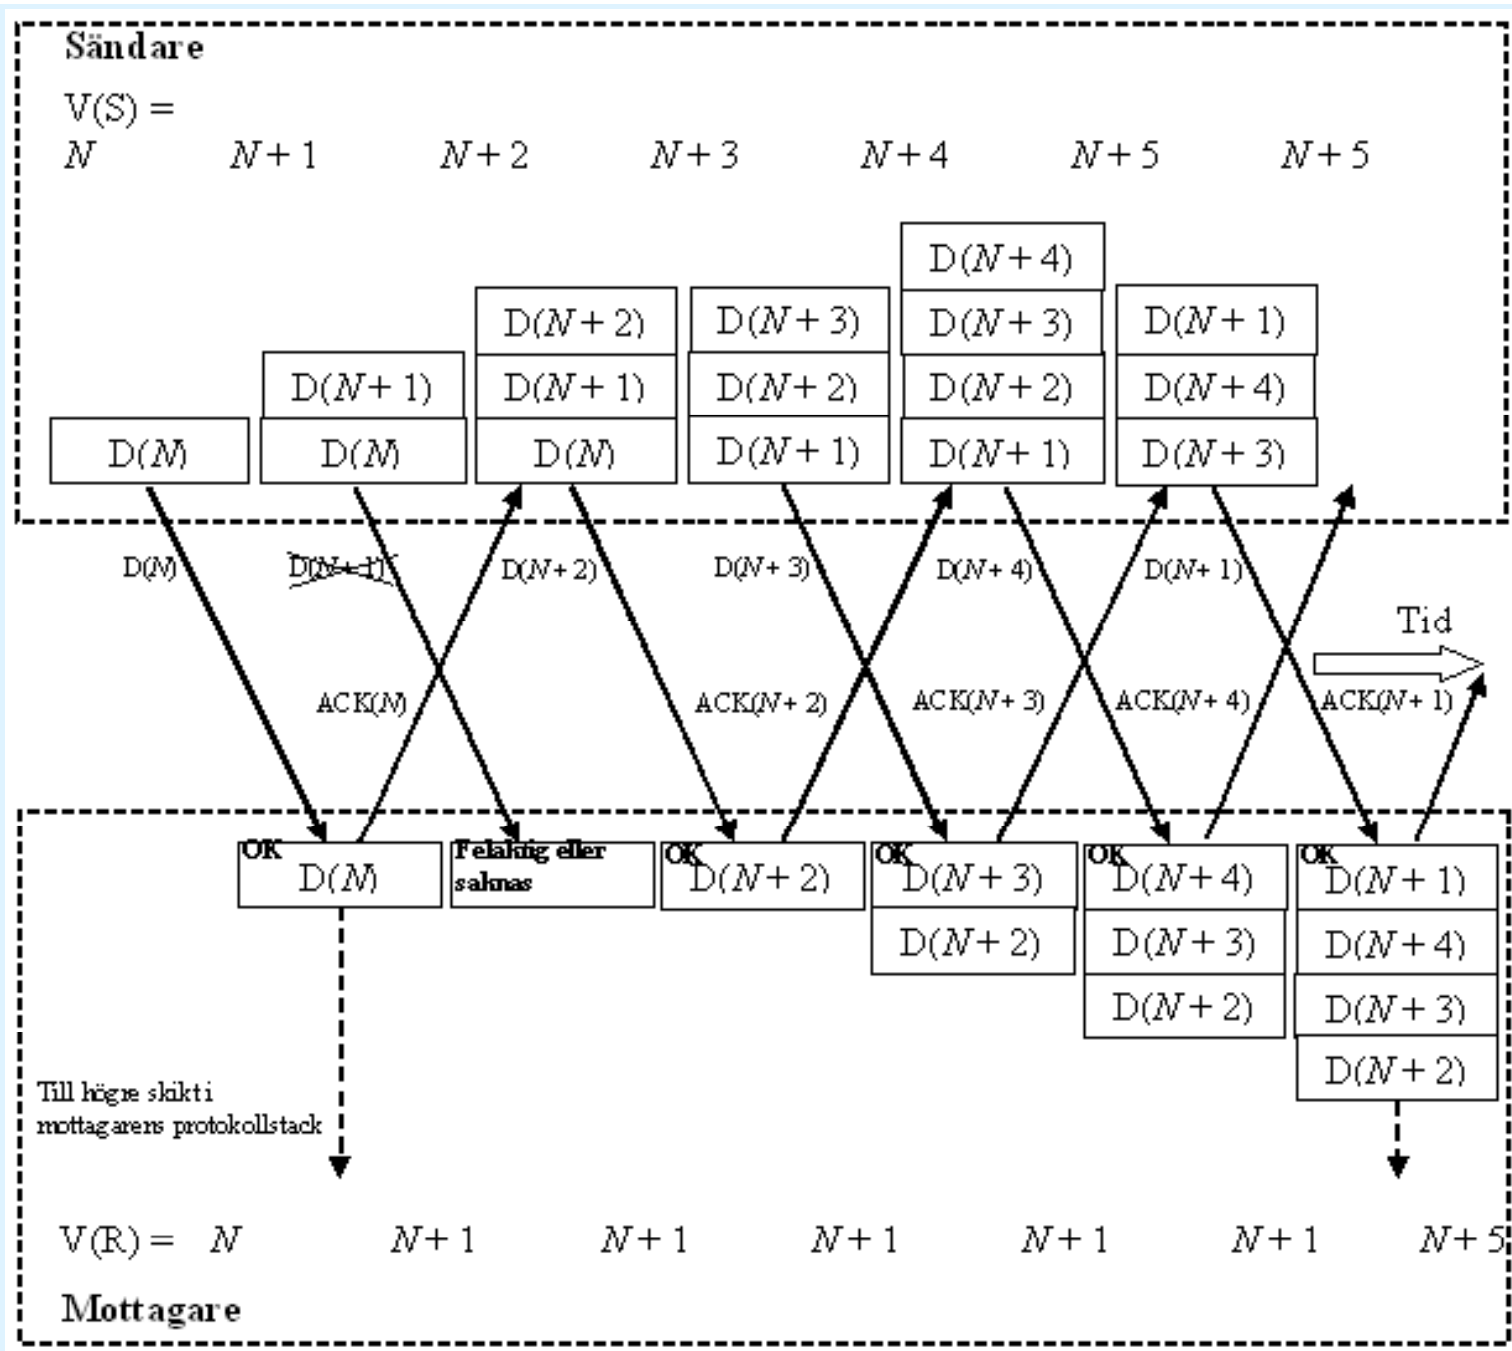 Sändare
V(S) =
N N+1 N+2 N+3 N+4 N+5 N+5
D(N+4)
D(N+2) D(N+3) D(N+3) D(N+1)
D(N+1) D(N+1) D(N+2) D(N+2) D(N+4)
D(N) D(N) D(N) D(N+1) D(N+1) D(N+3)
D(N) D(N+1) D(N+2) D(N+3) D(N+4) D(N+1)
Tid
ACK(N) ACK(N+2) ACK(N+3) ACK(N+4) ACK(N+1)
OK Felaktig eller OK OK OK OK
D(N) saknas D(N+2) D(N+3) D(N+4) D(N+1)
D(N+2) D(N+3) D(N+4)
D(N+2) D(N+3)
D(N+2)
Till högre skikt i
mottagarens protokollstack
V(R) = N N+1 N+1 N+1 N+1 N+1 N+5
Mottagare